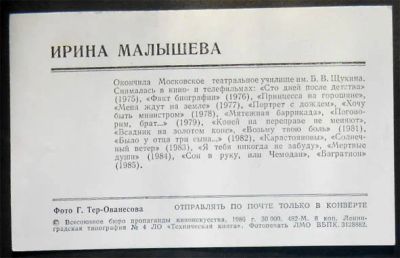 ИРИНА МАЛЫШЕВА
Окончила Московское театральное училище им. Б. В. Щукина.
Снималась в кино- и телефильмах: «Сто дней после детства»
(1975), «Факт биографии» (1976), «Принцесса на горошине»,
«Меня ждут на земле» (1977), «Портрет с дождем», «Хочу
быть министром» (1978), «Мятежная баррикада», «Погово-
рим, брат...» (1979), «Коней на переправе не меняют»,
«Всадник на золотом коне», «Возьму твою боль» (1981),
«Было у отца три сына...» (1982), «Карастояновы», «Солнеч-
ный ветер» (1983), «Я тебя никогда не забуду», «Мертвые
души» (1984), «Сон в руку, или Чемодан», «Багратион»
(1985).
Фото Г. Тер-Ованесова ОТПРАВЛЯТЬ ПО ПОЧТЕ ТОЛЬКО В КОНВЕРТЕ
© Всесоюзное бюро пропаганды киноискусства, 1986 г. 30 000. 482-М. 8 коп. Ленин-
градская типография № 4 ЛО «Техническая книга». Фотопечать ЛМО ВБПК. 3128882.